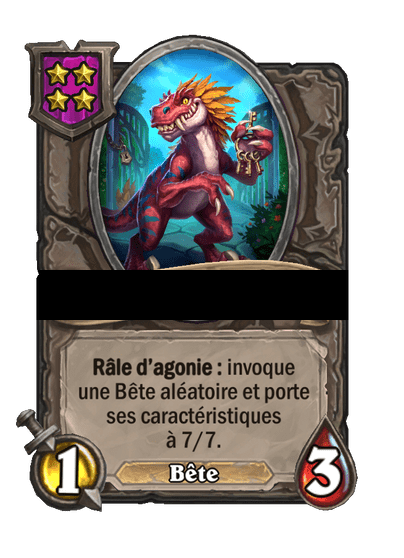 Râle d’agonie : invoque
une Bête aléatoire et porte
ses caractéristiques
à 7/7.
1
Bête
3